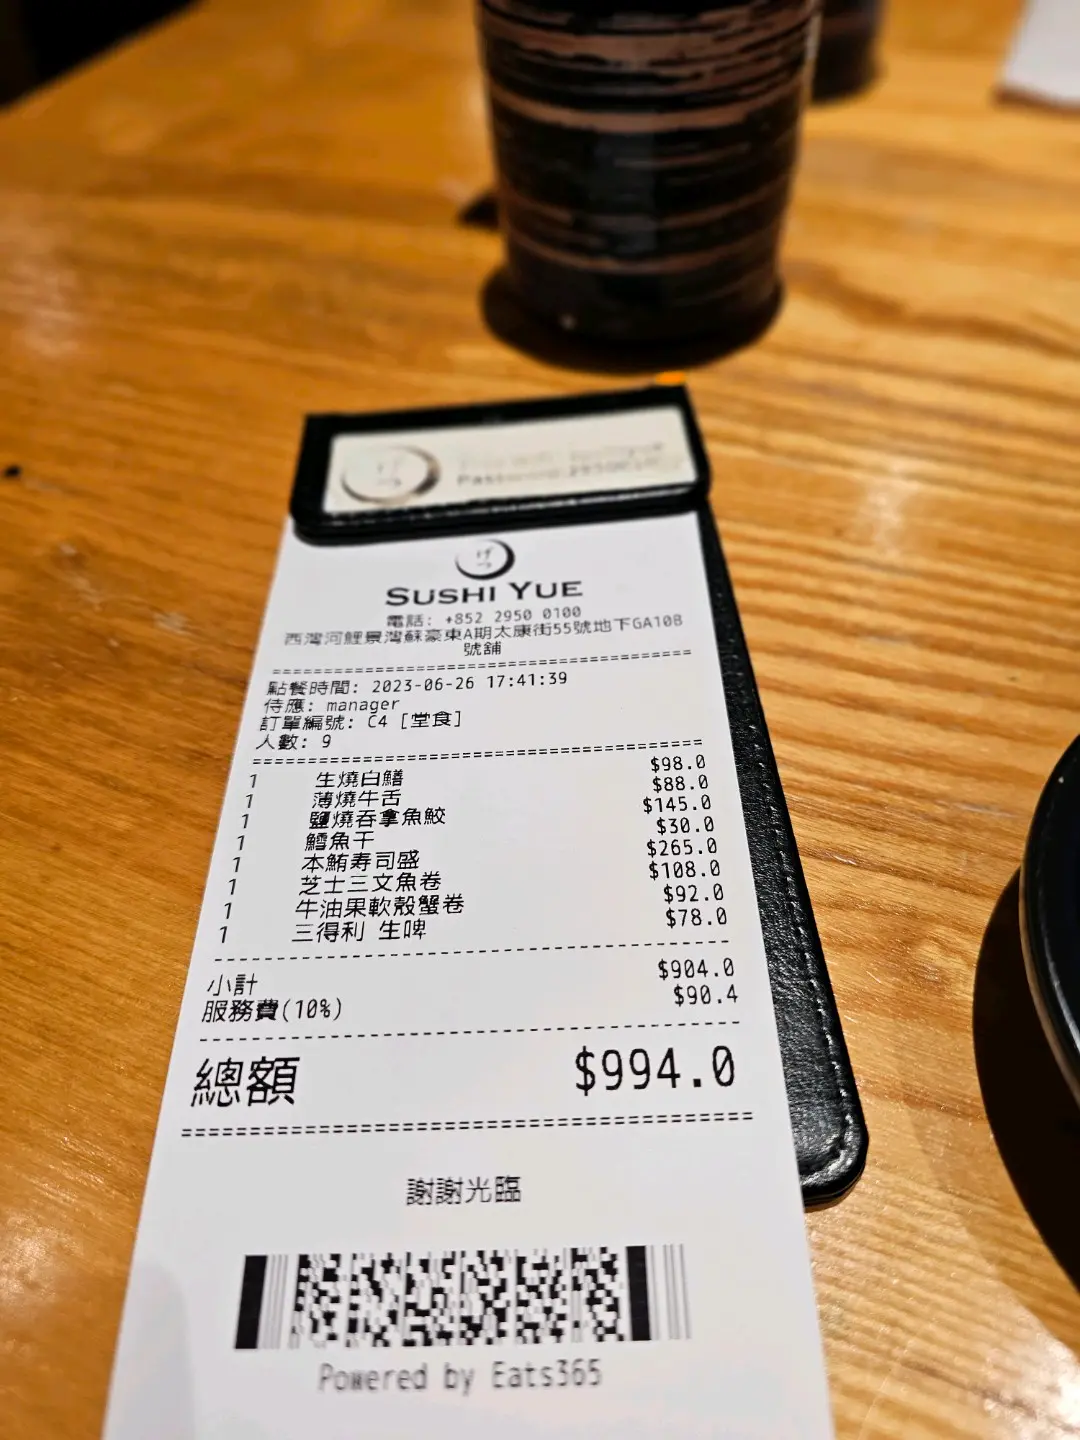 げつ
SUSHI YUE
電話: +852 2950 0100
西灣河鯉景灣蘇豪東A期太康街55號地下GA10B
號舖
點餐時間: 2023-06-26 17:41:39
侍應: manager
訂單編號: C4 [堂食]
人數: 9
1 生燒白鱔 $98.0
1 薄燒牛舌 $88.0
1 鹽燒吞拿魚鮫 $145.0
1 鱈魚干 $30.0
1 本鮪寿司盛 $265.0
1 芝士三文魚卷 $108.0
1 牛油果軟殼蟹卷 $92.0
1 三得利 生啤 $78.0
小計 $904.0
服務費(10%) $90.4
總額 $994.0
謝謝光臨
Powered by Eats365